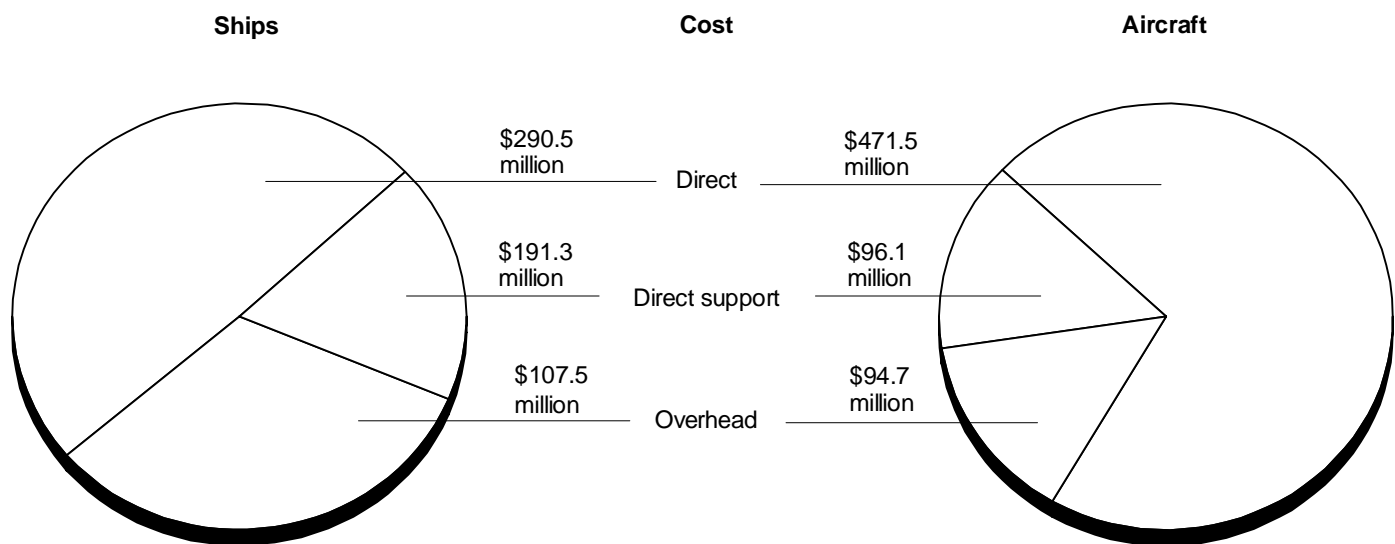 Ships
Cost
Aircraft
$290.5
million
Direct
$471.5
million
$191.3
million
Direct support
$96.1
million
$107.5
million
Overhead
$94.7
million